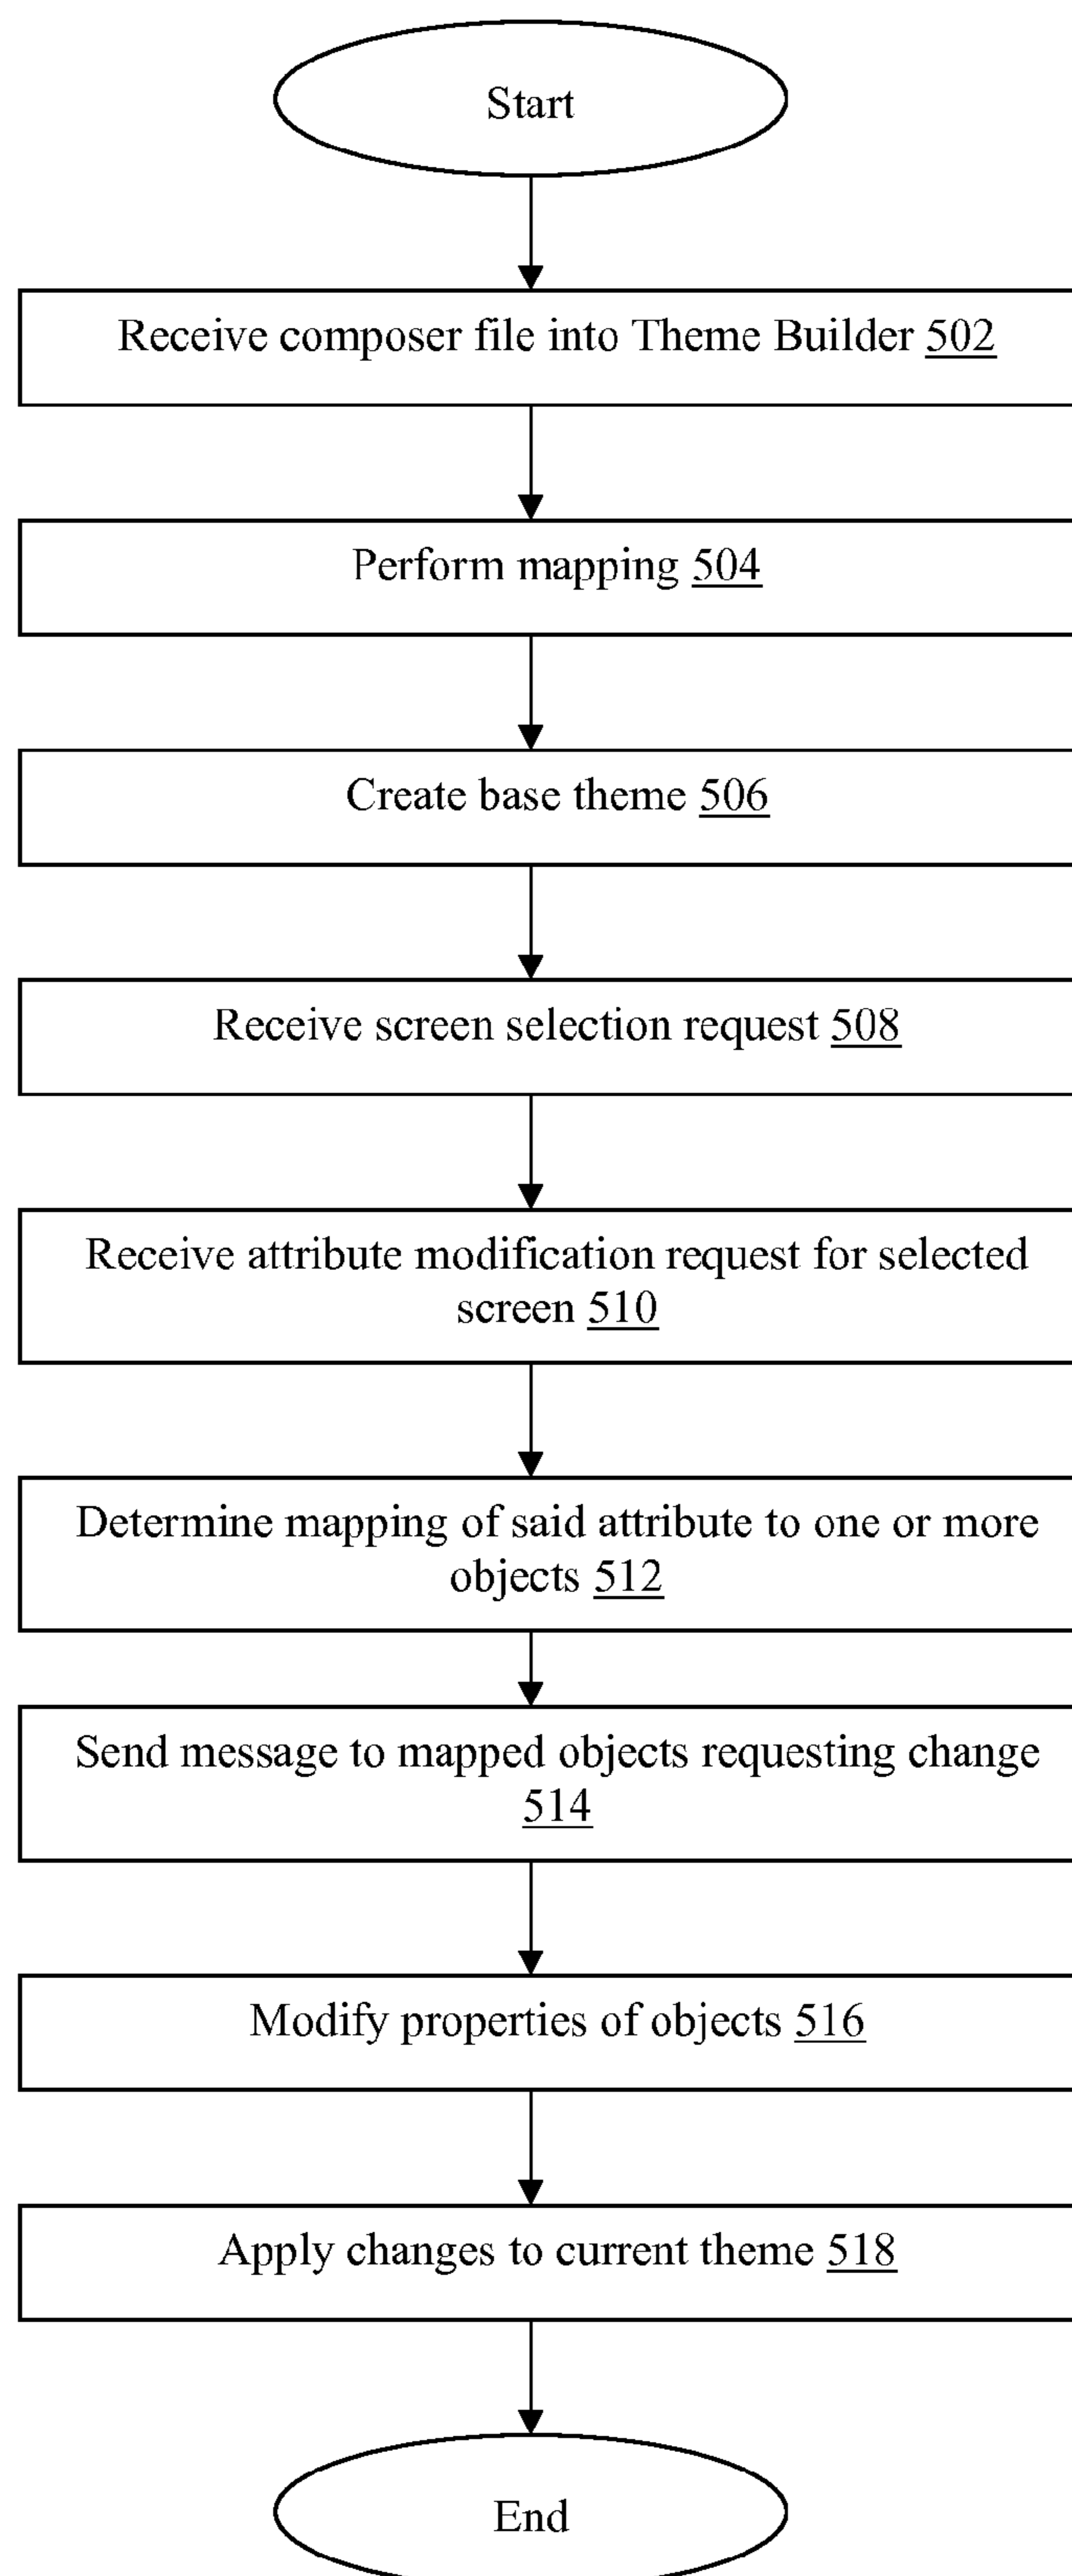 Start
Receive composer file into Theme Builder 502
Perform mapping 504
Create base theme 506
Receive screen selection request 508
Receive attribute modification request for selected
screen 510
Determine mapping of said attribute to one or more
objects 512
Send message to mapped objects requesting change
514
Modify properties of objects 516
Apply changes to current theme 518
End